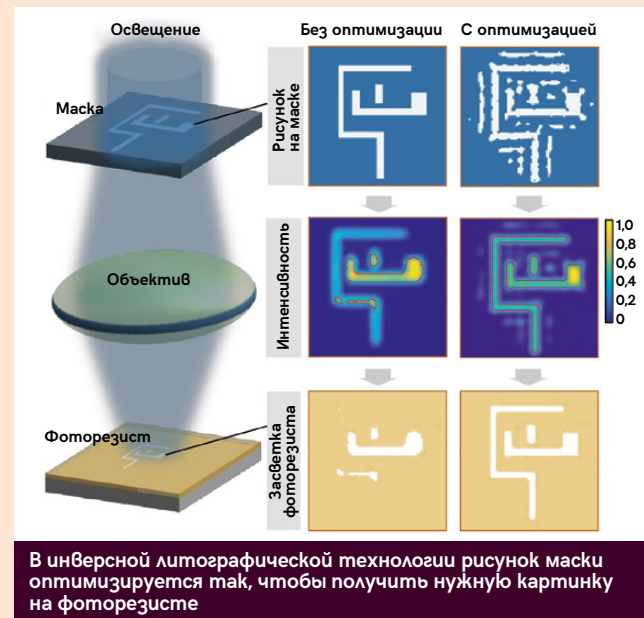 Освещение
Без оптимизации
С оптимизацией
Маска
Рисунок
на маске
Объектив
Интенсивность
1,0
0,8
0,6
0,4
0,2
0
Фоторезист
Засветка
фоторезиста
В инверсной литографической технологии рисунок маски
оптимизируется так, чтобы получить нужную картинку
на фоторезисте